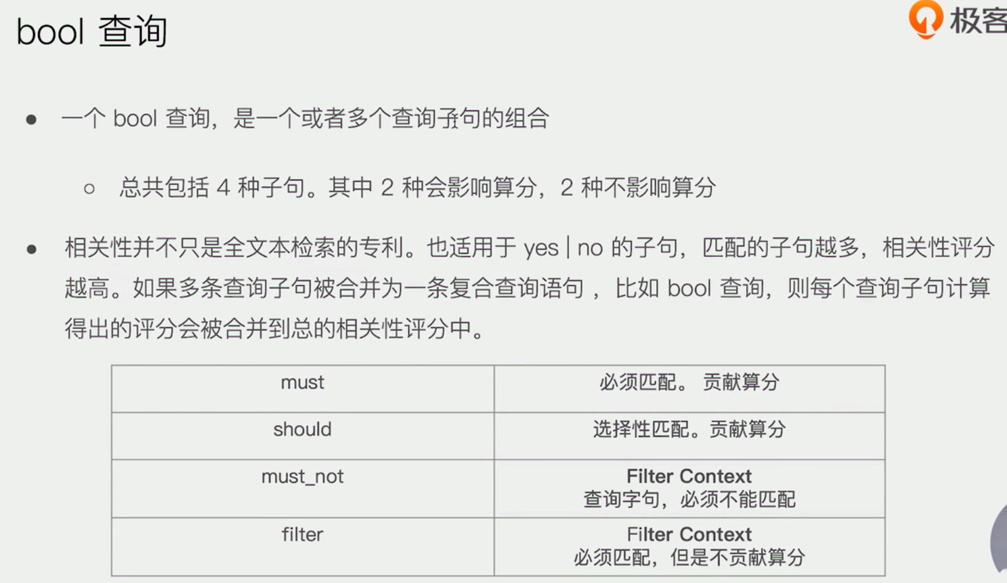 bool 查询
极客
一个 bool 查询，是一个或者多个查询子句的组合
总共包括 4 种子句。其中 2 种会影响算分，2 种不影响算分
相关性并不只是全文本检索的专利。也适用于 yes | no 的子句，匹配的子句越多，相关性评分
越高。如果多条查询子句被合并为一条复合查询语句 ，比如 bool 查询，则每个查询子句计算
得出的评分会被合并到总的相关性评分中。
must
必须匹配。 贡献算分
should
选择性匹配。贡献算分
must_not
Filter Context
查询字句，必须不能匹配
filter
Filter Context
必须匹配，但是不贡献算分